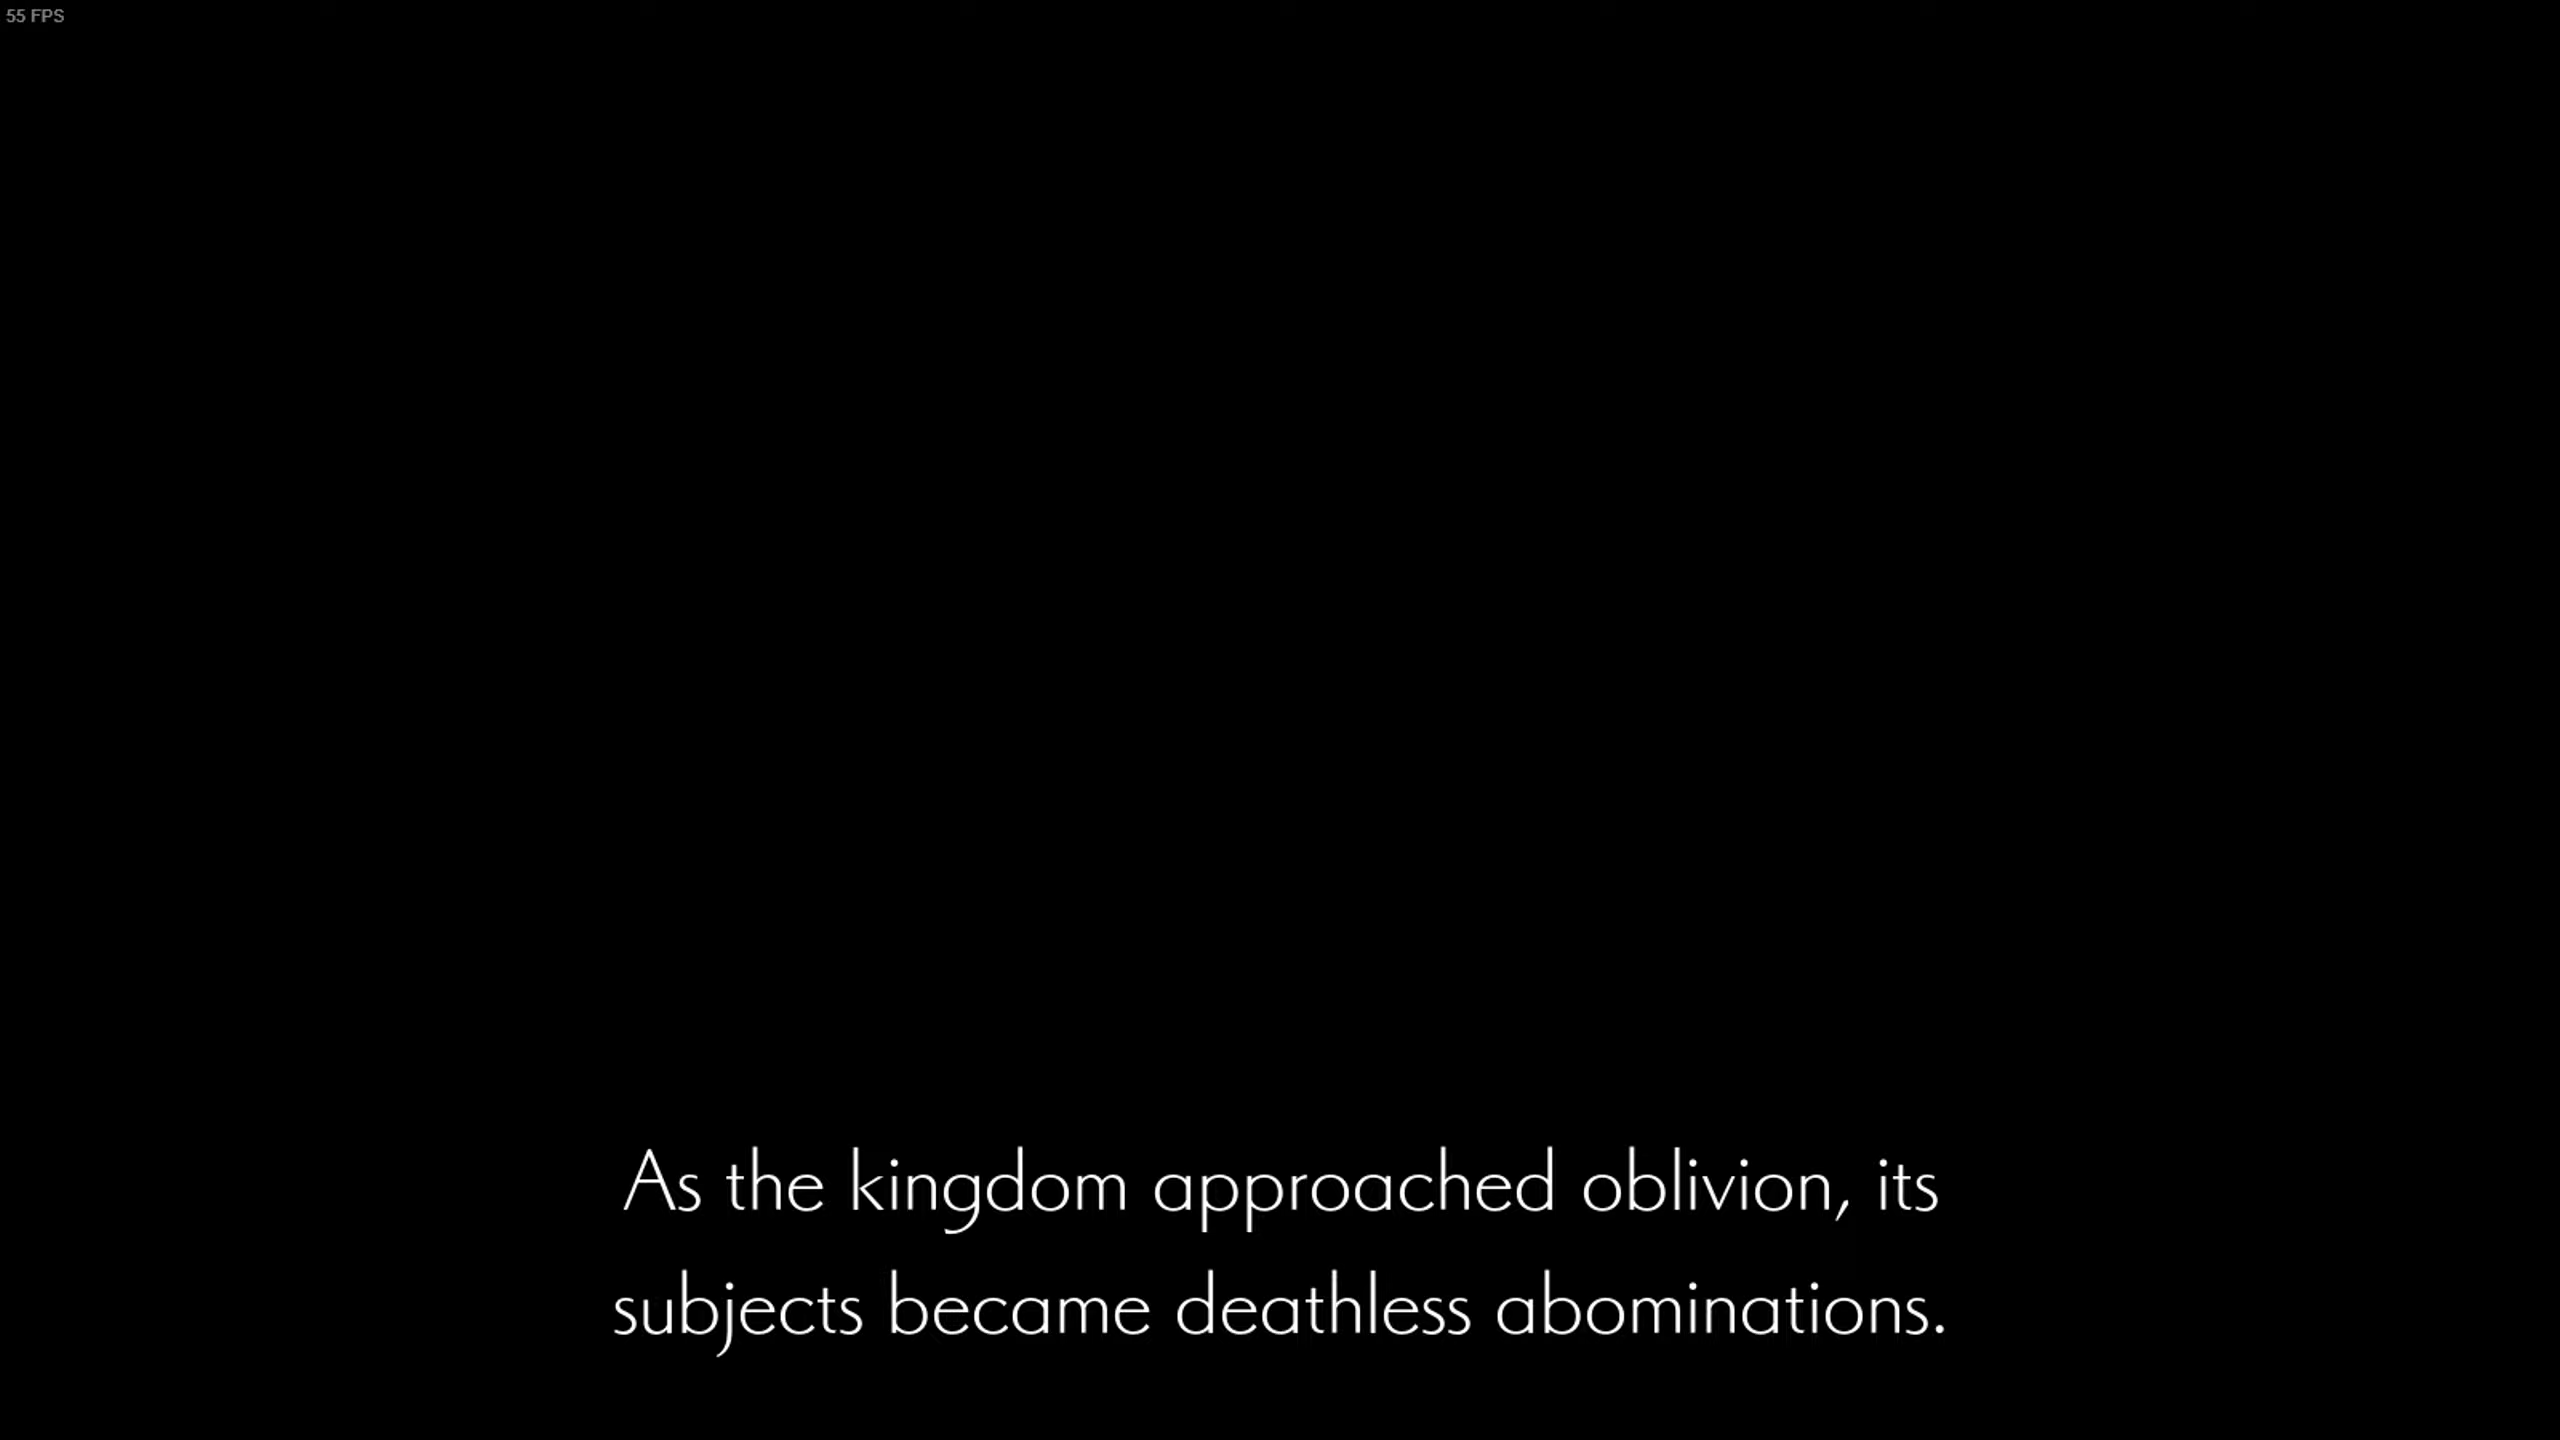 55 FPS
As the kingdom approached oblivion, its
subjects became deathless abominations.